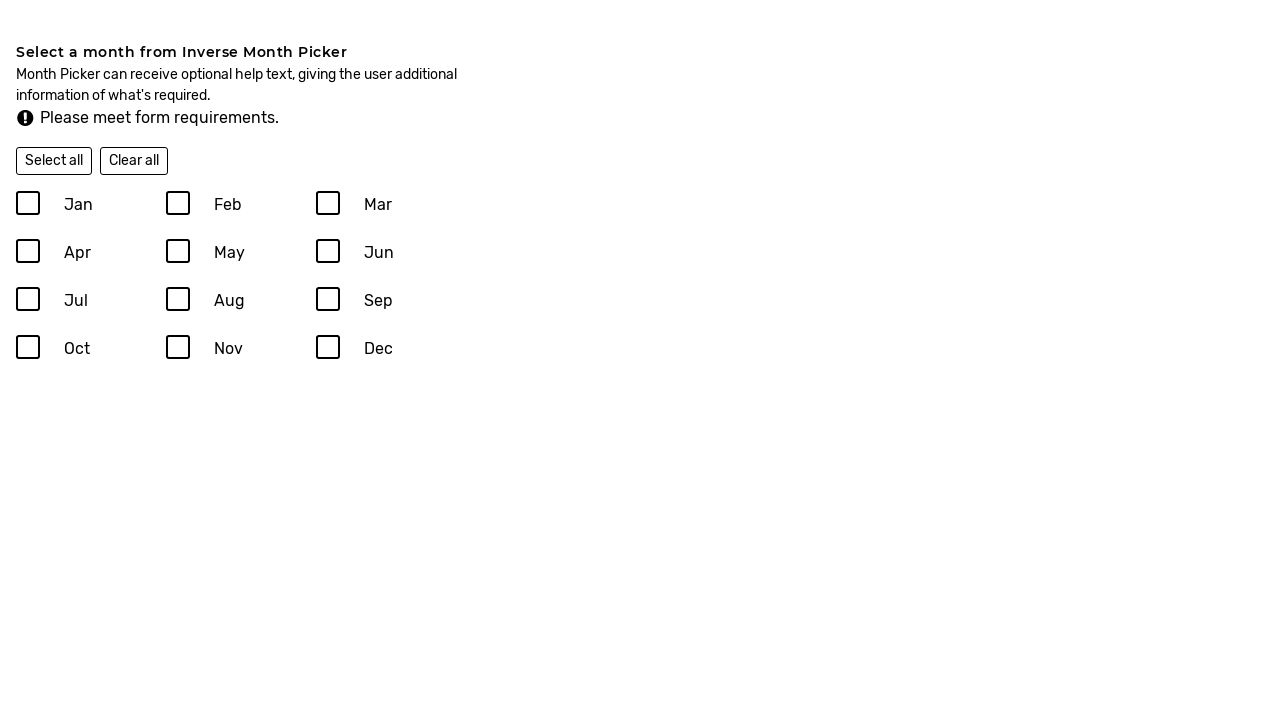 Select a month from Inverse Month Picker
Month Picker can receive optional help text, giving the user additional
information of what's required.
Please meet form requirements.
Select all Clear all
Jan Feb Mar
Apr May Jun
Jul Aug Sep
Oct Nov Dec